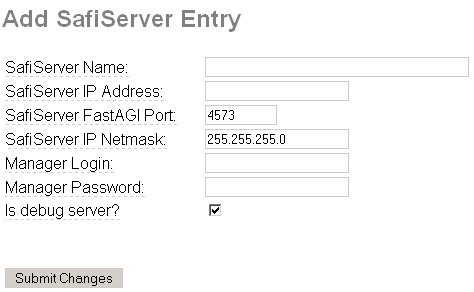 Add SafiServer Entry
SafiServer Name:
SafiServer IP Address:
SafiServer FastAGI Port: 4573
SafiServer IP Netmask: 255.255.255.0
Manager Login:
Manager Password:
Is debug server?
Submit Changes